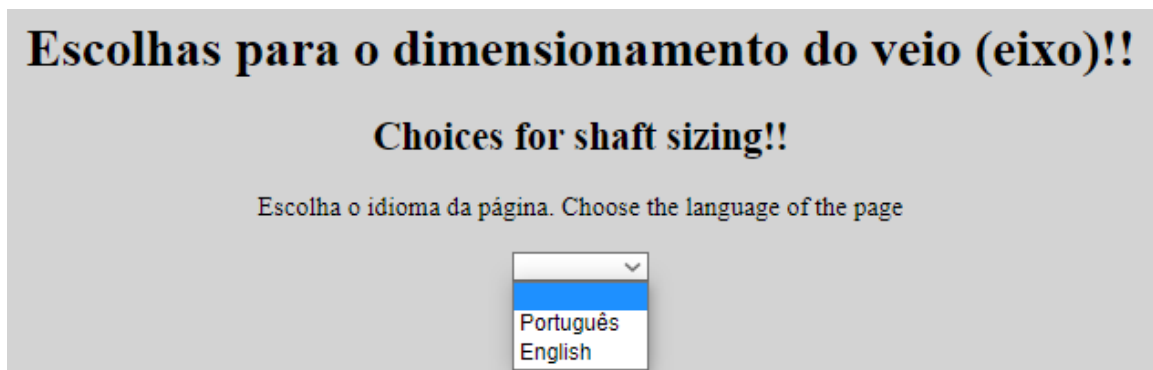 Escolhas para o dimensionamento do veio (eixo)!!
Choices for shaft sizing!!
Escolha o idioma da página. Choose the language of the page
Português
English